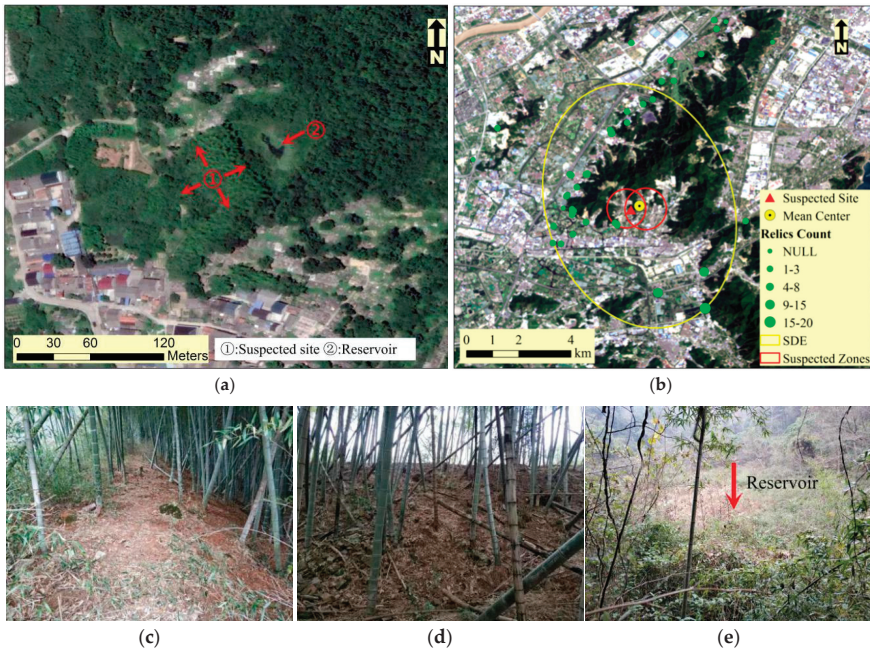 N
①
②
0 30 60 120
Meters
①:Suspected site ②:Reservoir
(a)
N
Suspected Site
Mean Center
Relics Count
NULL
1-3
4-8
9-15
15-20
SDE
Suspected Zones
0 1 2 4
km
(b)
Reservoir
(c)
(d)
(e)